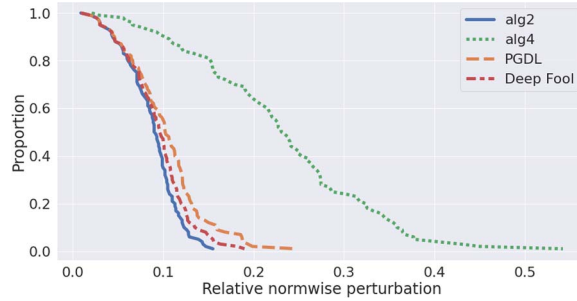 1.0
0.8
0.6
0.4
0.2
0.0
Proportion
0.0 0.1 0.2 0.3 0.4 0.5
Relative normwise perturbation
alg2
alg4
PGDL
Deep Fool